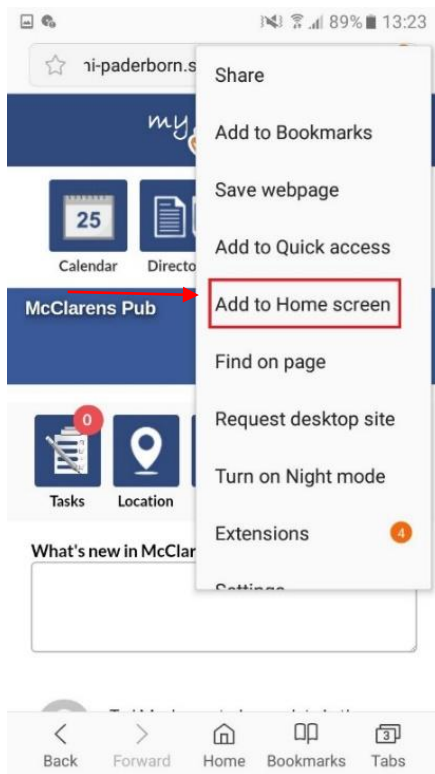 89% 13:23
ni-paderborn.s
my
Share
Add to Bookmarks
Save webpage
Add to Quick access
Add to Home screen
Find on page
Request desktop site
Turn on Night mode
Extensions 4
Settings
25
Calendar Directo
McClarens Pub
0
Tasks Location
What's new in McClar
Back Forward Home Bookmarks Tabs
3